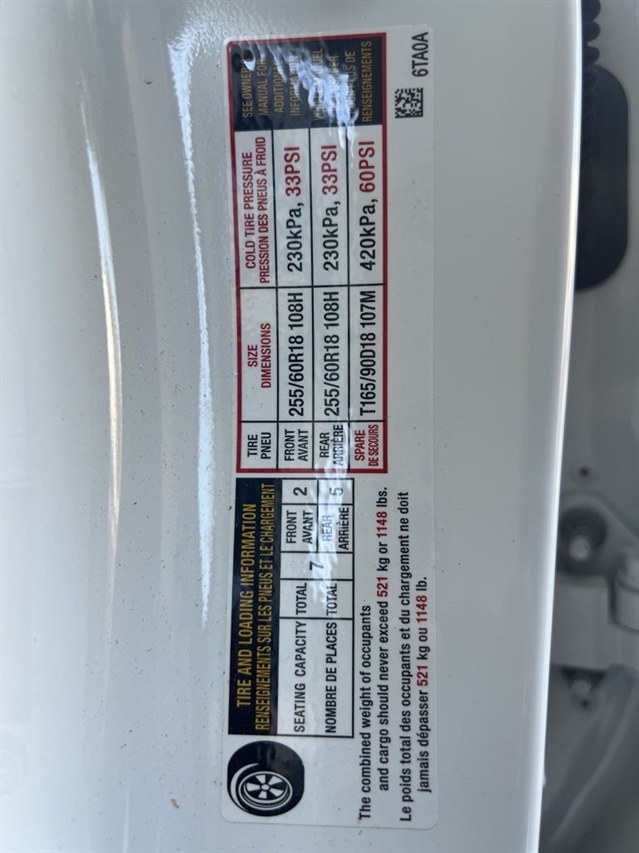 TIRE AND LOADING INFORMATION
RENSEIGNEMENTS SUR LES PNEUS ET LE CHARGEMENT
SEATING CAPACITY TOTAL 7 FRONT AVANT 2
NOMBRE DE PLACES TOTAL REAR ARRIÈRE 5
The combined weight of occupants
and cargo should never exceed 521 kg or 1148 lbs.
Le poids total des occupants et du chargement ne doit
jamais dépasser 521 kg ou 1148 lb.
TIRE PNEU SIZE DIMENSIONS COLD TIRE PRESSURE PRESSION DES PNEUS À FROID
FRONT AVANT 255/60R18 108H 230kPa, 33PSI
REAR ARRIÈRE 255/60R18 108H 230kPa, 33PSI
SPARE DE SECOURS T165/90D18 107M 420kPa, 60PSI
SEE OWNER
MANUAL FOR
ADDITION
INFORM
DE
RENSEIGNEMENTS
6TA0A